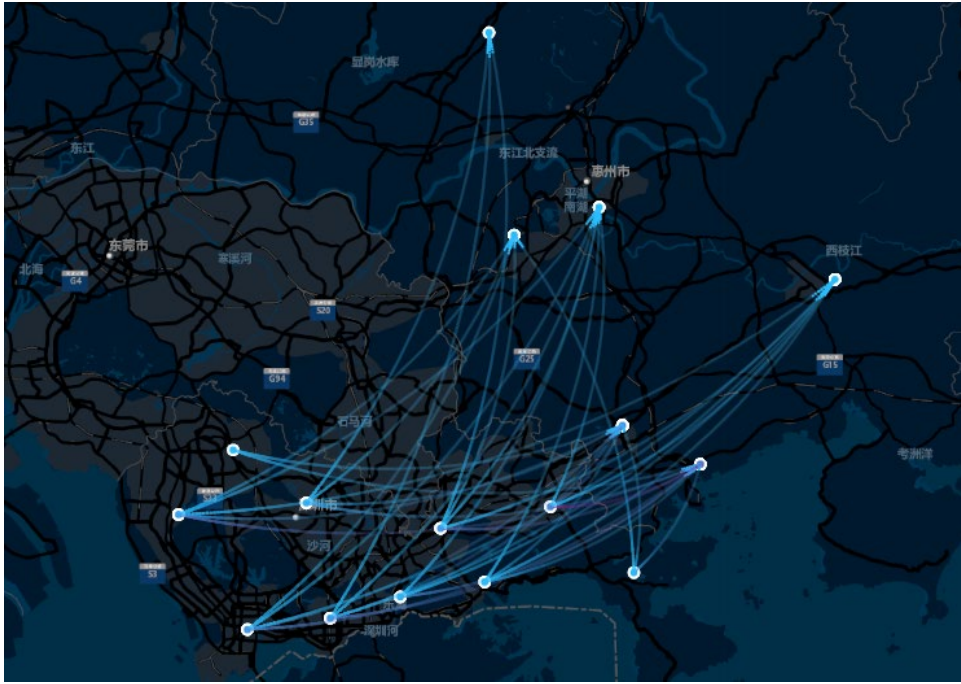 显岗水库
G35
东江
东江北支流
惠州市
平湖
南湖
东莞市
寒溪河
西枝江
北海
G4
S20
G25
G15
G94
石马河
考洲洋
圳市
沙河
S3
深圳河